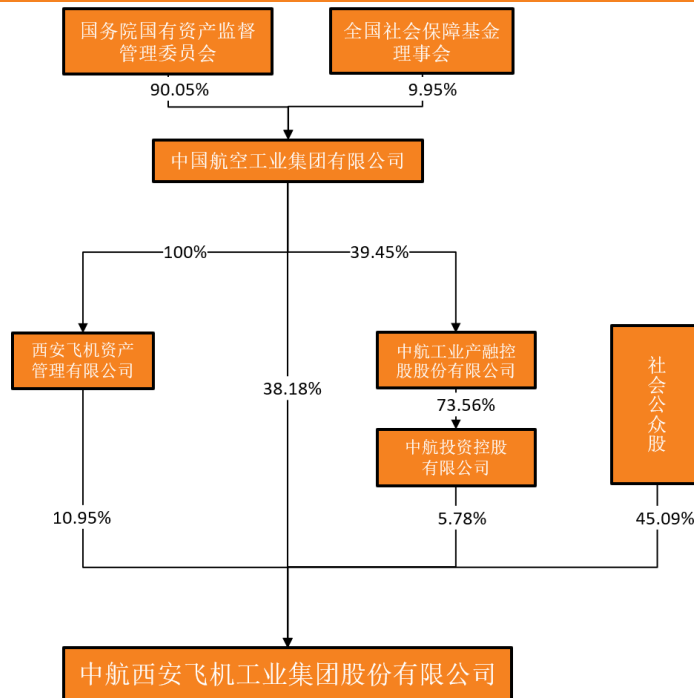 国务院国有资产监督
管理委员会
全国社会保障基金
理事会
90.05%
9.95%
中国航空工业集团有限公司
100%
39.45%
西安飞机资产
管理有限公司
中航工业产融控
股股份有限公司
社会公众股
38.18%
73.56%
中航投资控股
有限公司
10.95%
5.78%
45.09%
中航西安飞机工业集团股份有限公司